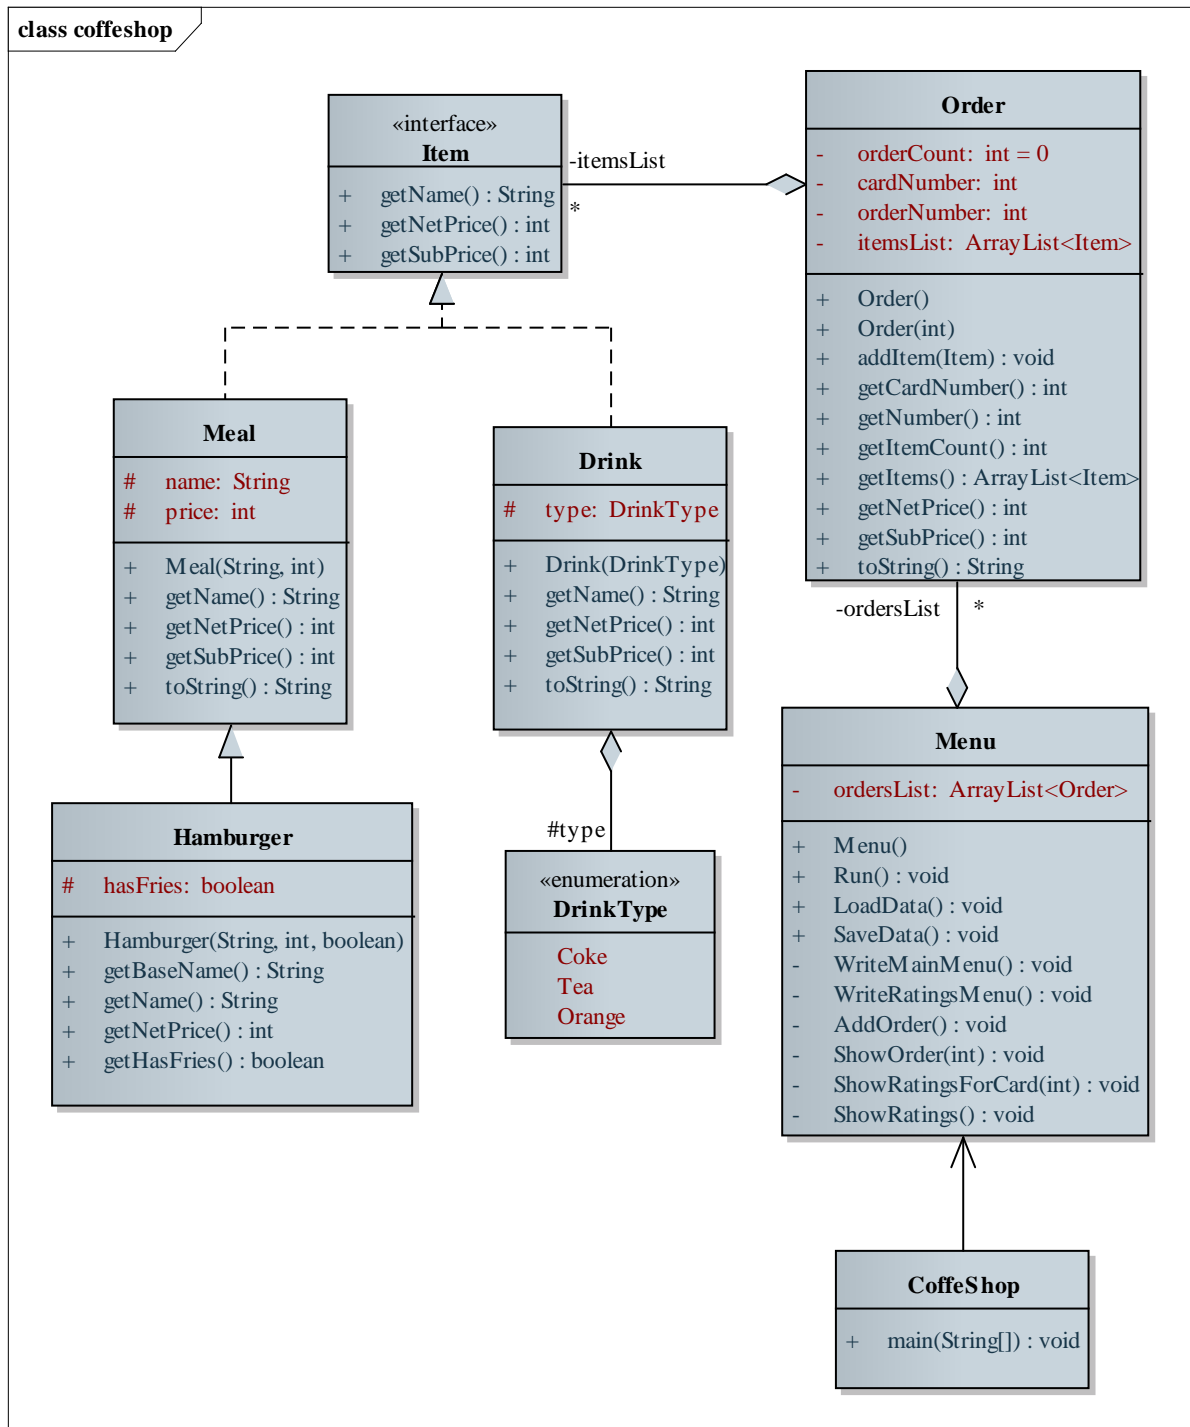 class coffeshop
«interface»
Item
+ getName() : String
+ getNetPrice() : int
+ getSubPrice() : int
-itemsList
*
Order
- orderCount: int = 0
- cardNumber: int
- orderNumber: int
- itemsList: ArrayList<Item>
+ Order()
+ Order(int)
+ addItem(Item) : void
+ getCardNumber() : int
+ getNumber() : int
+ getItemCount() : int
+ getItems() : ArrayList<Item>
+ getNetPrice() : int
+ getSubPrice() : int
+ toString() : String
-ordersList *
Meal
# name: String
# price: int
+ Meal(String, int)
+ getName() : String
+ getNetPrice() : int
+ getSubPrice() : int
+ toString() : String
Drink
# type: DrinkType
+ Drink(DrinkType)
+ getName() : String
+ getNetPrice() : int
+ getSubPrice() : int
+ toString() : String
Hamburger
# hasFries: boolean
+ Hamburger(String, int, boolean)
+ getBaseName() : String
+ getName() : String
+ getNetPrice() : int
+ getHasFries() : boolean
#type
«enumeration»
DrinkType
Coke
Tea
Orange
Menu
- ordersList: ArrayList<Order>
+ Menu()
+ Run() : void
+ LoadData() : void
+ SaveData() : void
- WriteMainMenu() : void
- WriteRatingsMenu() : void
- AddOrder() : void
- ShowOrder(int) : void
- ShowRatingsForCard(int) : void
- ShowRatings() : void
CoffeShop
+ main(String[]) : void